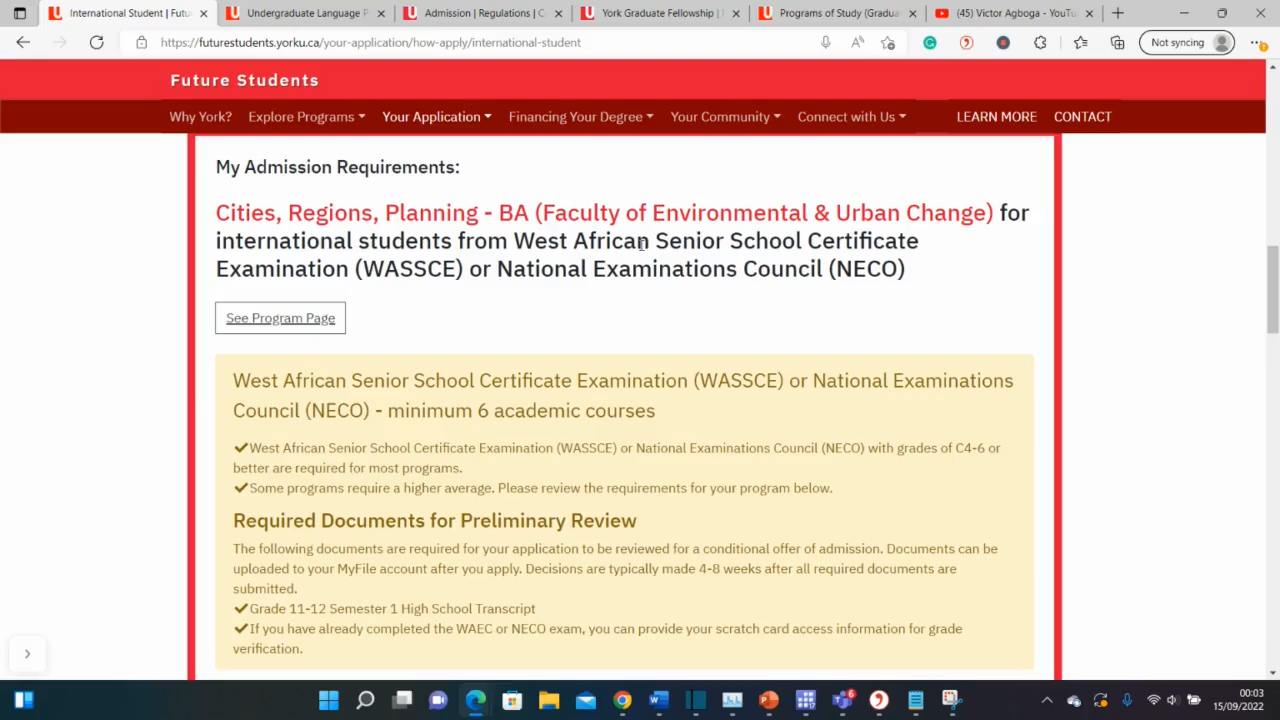 International Student | Futu
Undergraduate Language P
Admission | Regulations | C
York Graduate Fellowship |
Programs of Study (Gradua
(45) Victor Agboga - YouTu
https://futurestudents.yorku.ca/your-application/how-apply/international-student
Not syncing
Future Students
Why York? Explore Programs Your Application Financing Your Degree Your Community Connect with Us LEARN MORE CONTACT
My Admission Requirements:
Cities, Regions, Planning - BA (Faculty of Environmental & Urban Change) for
international students from West African Senior School Certificate
Examination (WASSCE) or National Examinations Council (NECO)
See Program Page
West African Senior School Certificate Examination (WASSCE) or National Examinations
Council (NECO) - minimum 6 academic courses
✔West African Senior School Certificate Examination (WASSCE) or National Examinations Council (NECO) with grades of C4-6 or
better are required for most programs.
✔Some programs require a higher average. Please review the requirements for your program below.
Required Documents for Preliminary Review
The following documents are required for your application to be reviewed for a conditional offer of admission. Documents can be
uploaded to your MyFile account after you apply. Decisions are typically made 4-8 weeks after all required documents are
submitted.
✔Grade 11-12 Semester 1 High School Transcript
✔If you have already completed the WAEC or NECO exam, you can provide your scratch card access information for grade
verification.
6
00:03
15/09/2022